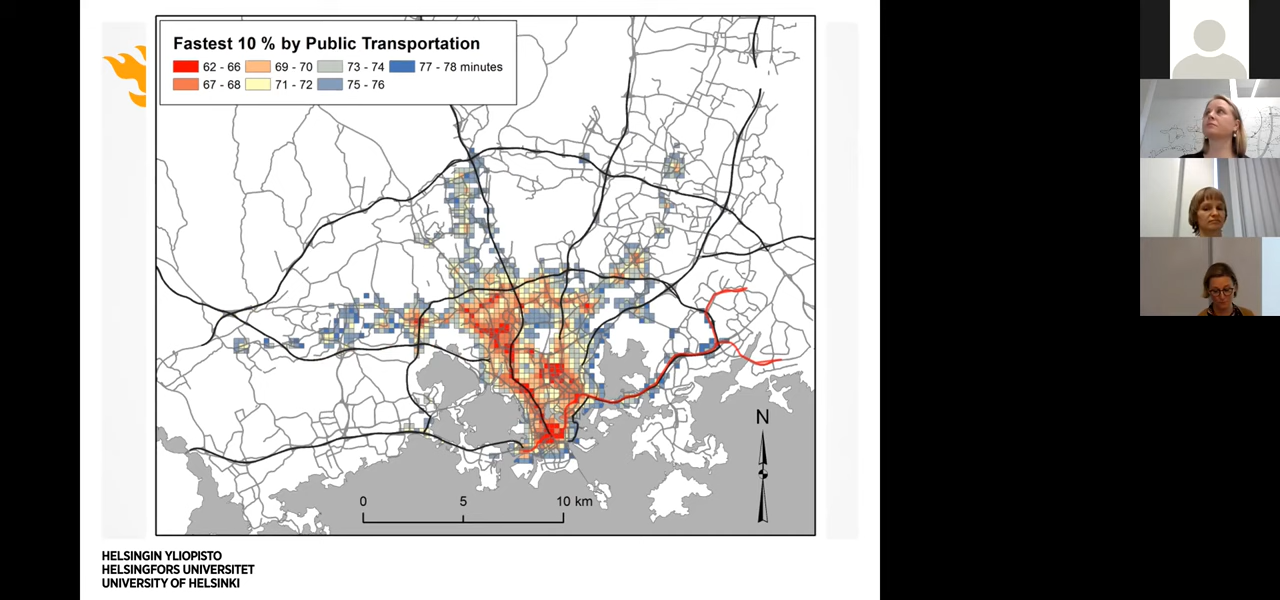 Fastest 10 % by Public Transportation
62 - 66 69 - 70 73 - 74 77 - 78 minutes
67 - 68 71 - 72 75 - 76
N
0 5 10 km
HELSINGIN YLIOPISTO
HELSINGFORS UNIVERSITET
UNIVERSITY OF HELSINKI